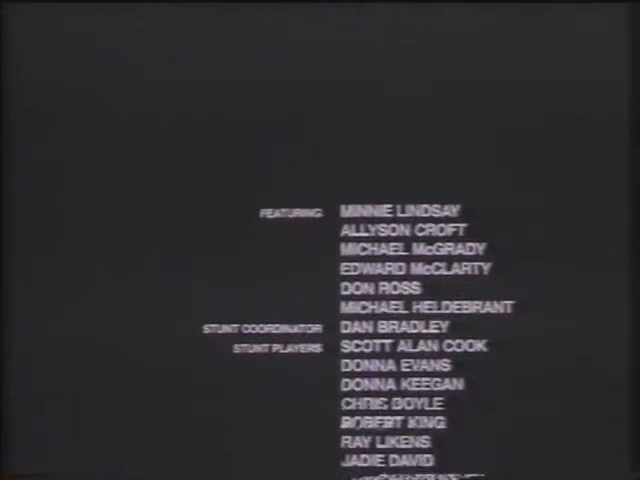 FEATURING MINNIE LINDSAY
ALLYSON CROFT
MICHAEL McGRADY
EDWARD McCLARTY
DON ROSS
MICHAEL HELDEBRANT
STUNT COORDINATOR DAN BRADLEY
STUNT PLAYERS SCOTT ALAN COOK
DONNA EVANS
DONNA KEEGAN
CHRIS BOYLE
ROBERT KING
RAY LIKENS
JADIE DAVID